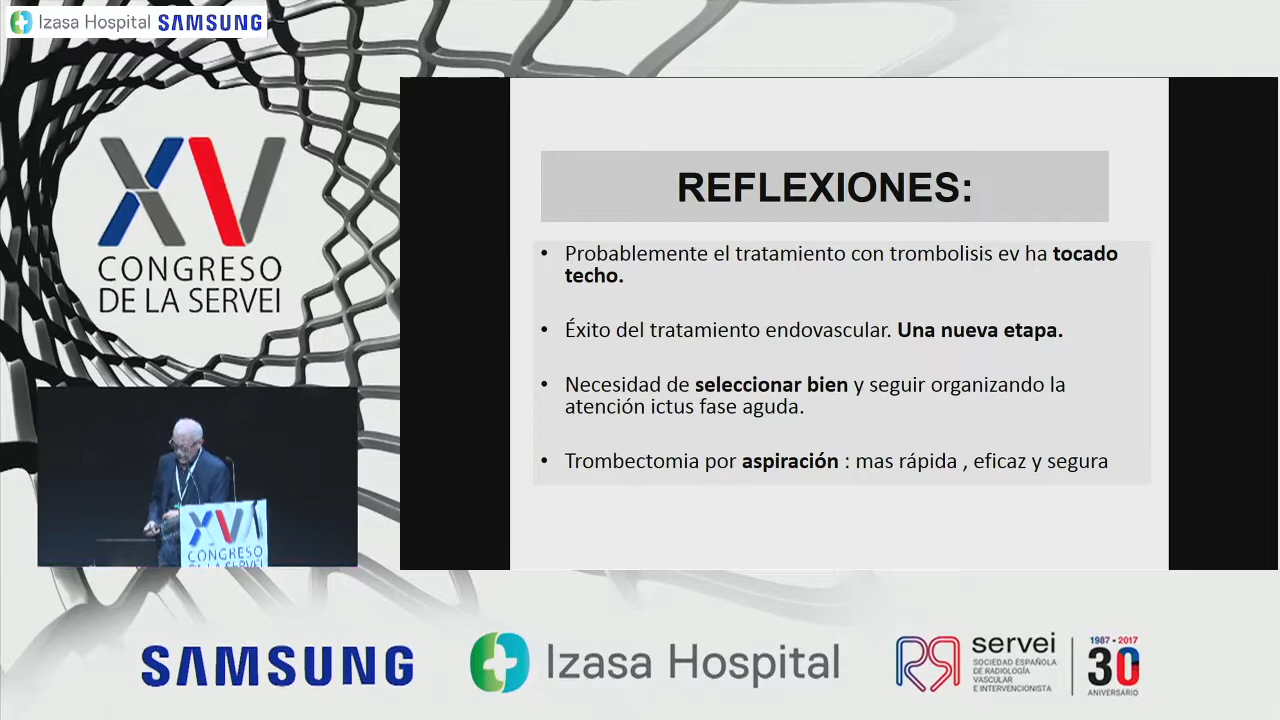 Izasa Hospital SAMSUNG
XV
CONGRESO
DE LA SERVEI
REFLEXIONES:
• Probablemente el tratamiento con trombolisis ev ha tocado
techo.
• Éxito del tratamiento endovascular. Una nueva etapa.
• Necesidad de seleccionar bien y seguir organizando la
atención ictus fase aguda.
• Trombectomia por aspiración : mas rápida , eficaz y segura
XV
CONGRESO
DE LA SERVEI
SAMSUNG
Izasa Hospital
servei
SOCIEDAD ESPAÑOLA
DE RADIOLOGÍA
VASCULAR
E INTERVENCIONISTA
1987 • 2017
30
ANIVERSARIO